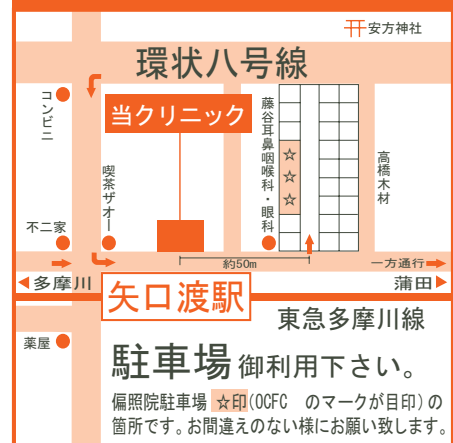 安方神社
環状八号線
コンビニ
当クリニック
藤谷耳鼻咽喉科・眼科
☆
☆
☆
喫茶ザオー
高橋木材
不二家
約50m
一方通行
多摩川
矢口渡駅
蒲田
東急多摩川線
薬屋
駐車場御利用下さい。
偏照院駐車場 ☆印(OCFC のマークが目印)の
箇所です。お間違えのない様にお願い致します。